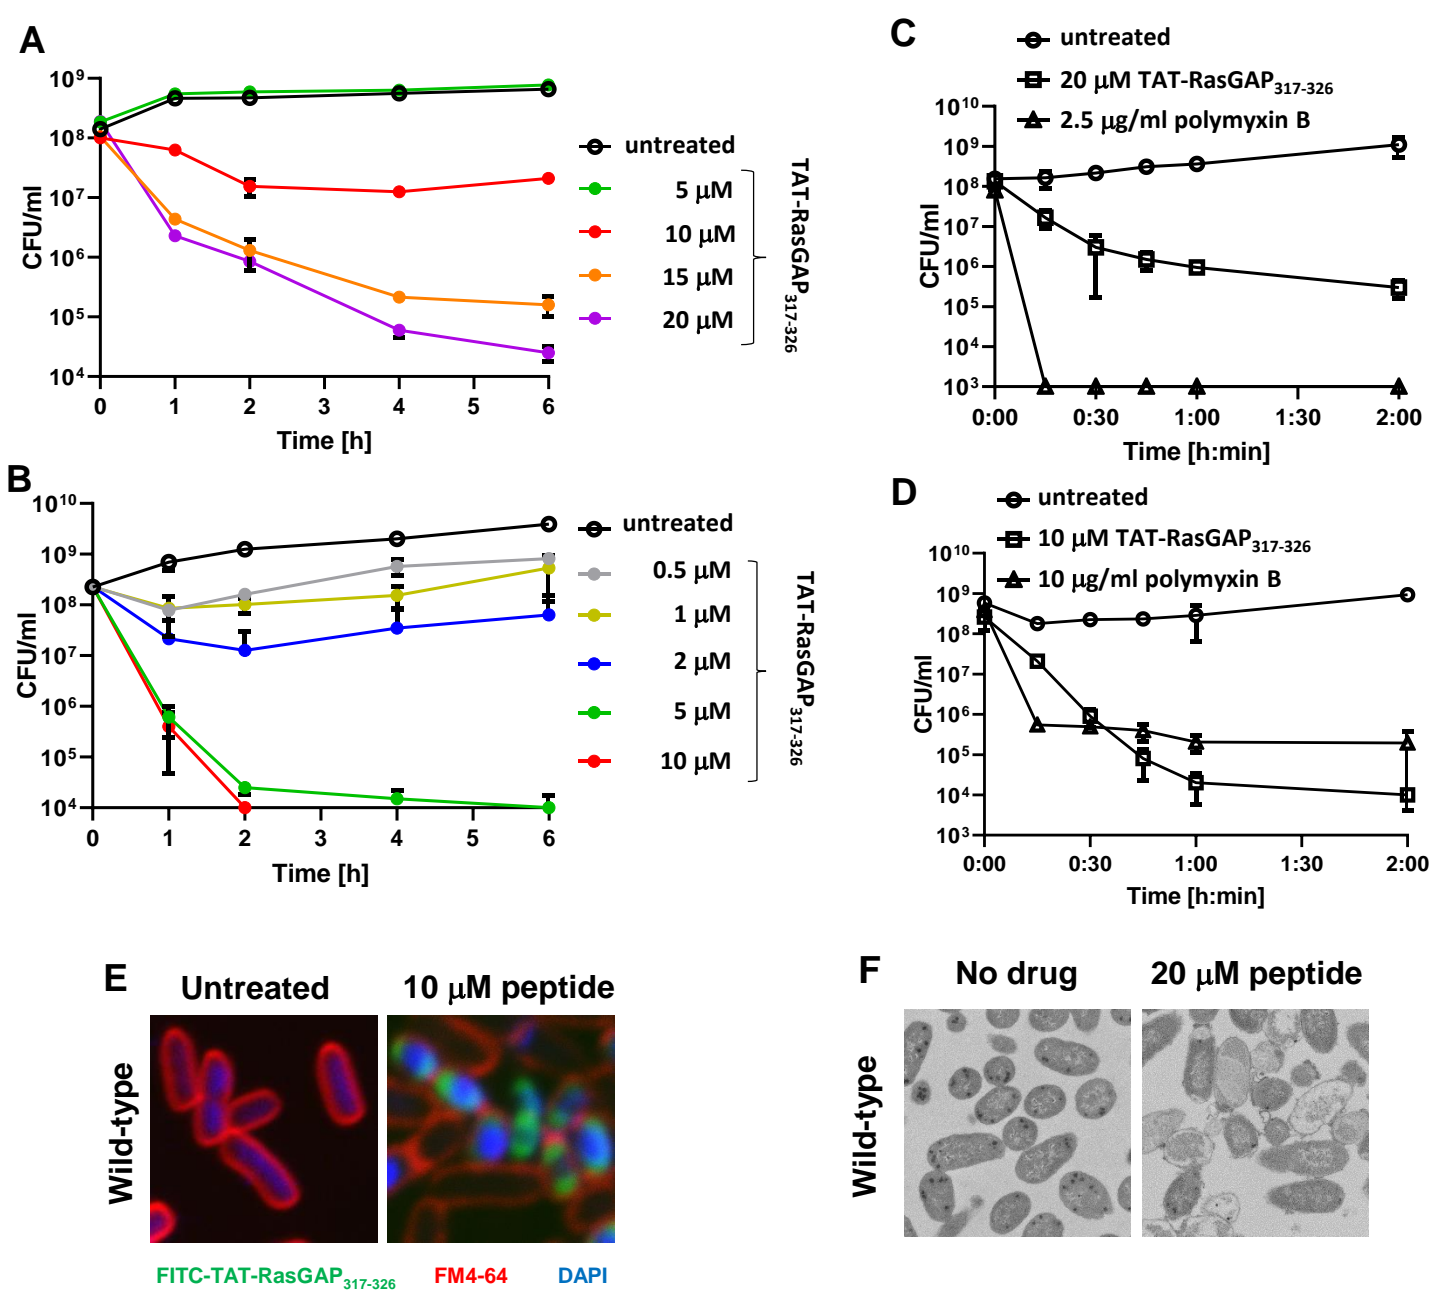 A
10⁹
10⁸
10⁷
10⁶
10⁵
10⁴
CFU/ml
0 1 2 3 4 5 6
Time [h]
untreated
5 μM
10 μM
15 μM
20 μM
TAT-RasGAP₃₁₇₋₃₂₆
B
10¹⁰
10⁹
10⁸
10⁷
10⁶
10⁵
10⁴
CFU/ml
0 1 2 3 4 5 6
Time [h]
untreated
0.5 μM
1 μM
2 μM
5 μM
10 μM
TAT-RasGAP₃₁₇₋₃₂₆
C
untreated
20 μM TAT-RasGAP₃₁₇₋₃₂₆
2.5 μg/ml polymyxin B
10¹⁰
10⁹
10⁸
10⁷
10⁶
10⁵
10⁴
10³
CFU/ml
0:00 0:30 1:00 1:30 2:00
Time [h:min]
D
untreated
10 μM TAT-RasGAP₃₁₇₋₃₂₆
10 μg/ml polymyxin B
10¹⁰
10⁹
10⁸
10⁷
10⁶
10⁵
10⁴
10³
CFU/ml
0:00 0:30 1:00 1:30 2:00
Time [h:min]
E
Untreated 10 μM peptide
Wild-type
FITC-TAT-RasGAP₃₁₇₋₃₂₆ FM4-64 DAPI
F
No drug 20 μM peptide
Wild-type